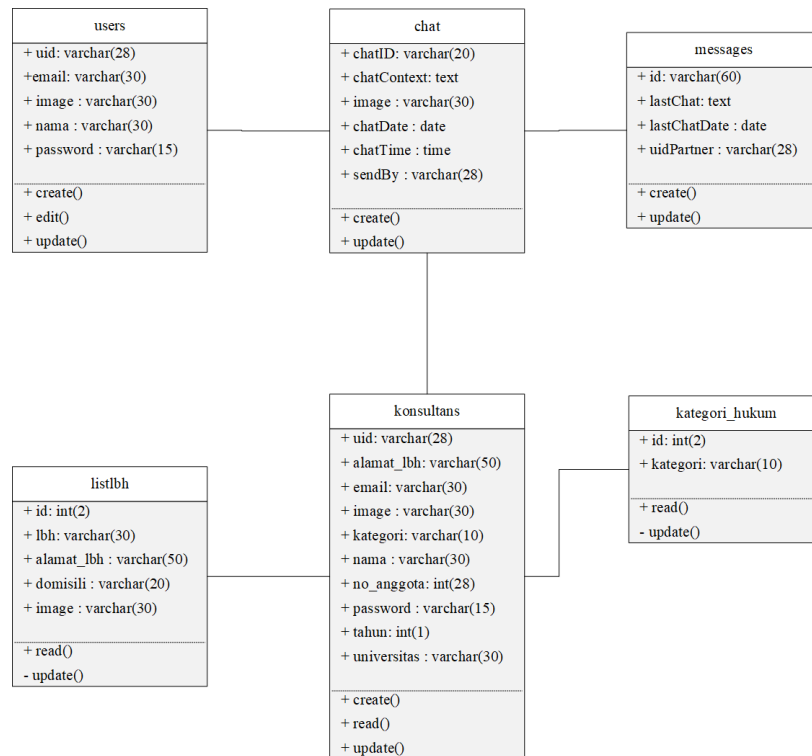 users
+ uid: varchar(28)
+email: varchar(30)
+ image : varchar(30)
+ nama : varchar(30)
+ password : varchar(15)
+ create()
+ edit()
+ update()
chat
+ chatID: varchar(20)
+ chatContext: text
+ image : varchar(30)
+ chatDate : date
+ chatTime : time
+ sendBy : varchar(28)
+ create()
+ update()
messages
+ id: varchar(60)
+ lastChat: text
+ lastChatDate : date
+ uidPartner : varchar(28)
+ create()
+ update()
listlbh
+ id: int(2)
+ lbh: varchar(30)
+ alamat_lbh : varchar(50)
+ domisili : varchar(20)
+ image : varchar(30)
+ read()
- update()
konsultans
+ uid: varchar(28)
+ alamat_lbh: varchar(50)
+ email: varchar(30)
+ image : varchar(30)
+ kategori: varchar(10)
+ nama : varchar(30)
+ no_anggota: int(28)
+ password : varchar(15)
+ tahun: int(1)
+ universitas : varchar(30)
+ create()
+ read()
+ update()
kategori_hukum
+ id: int(2)
+ kategori: varchar(10)
+ read()
- update()